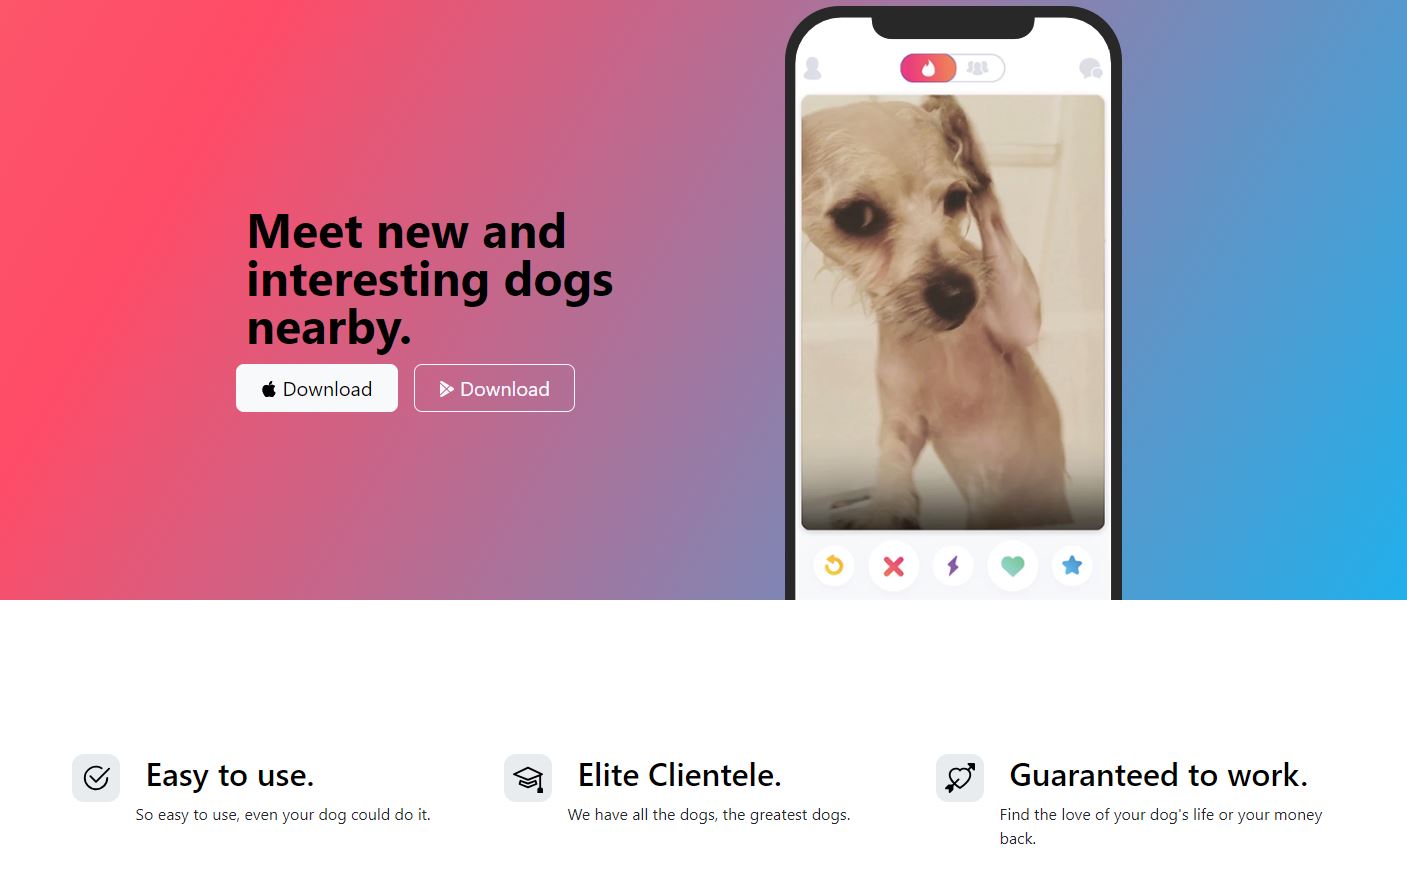 Meet new and
interesting dogs
nearby.
Download
Download
Easy to use.
So easy to use, even your dog could do it.
Elite Clientele.
We have all the dogs, the greatest dogs.
Guaranteed to work.
Find the love of your dog's life or your money
back.